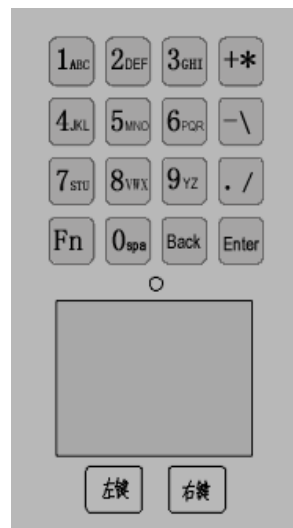 1ABC 2DEF 3GHI +*
4JKL 5MNO 6PQR -\
7STU 8VWX 9YZ . /
Fn 0spa Back Enter
左键 右键